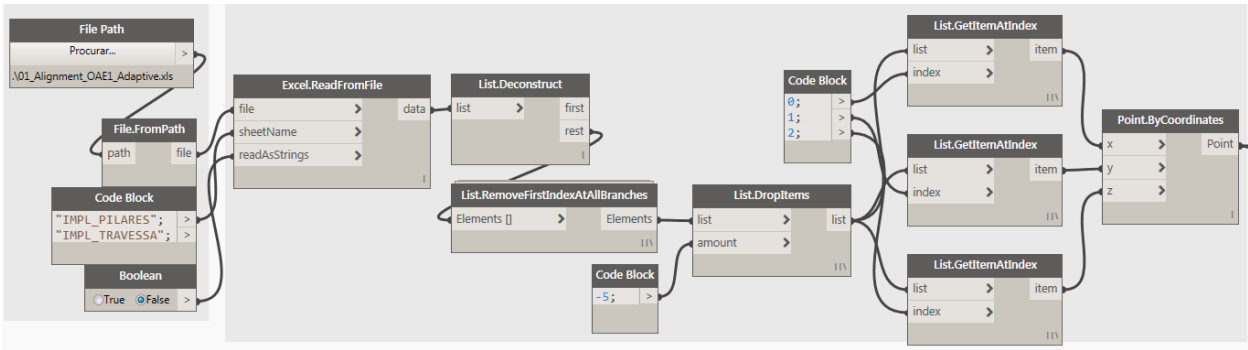 File Path
Procurar... >
.\01_Alignment_OAE1_Adaptive.xls
File.FromPath
path file
Code Block
"IMPL_PILARES"; >
"IMPL_TRAVESSA"; >
Boolean
True False >
Excel.ReadFromFile
file > data
sheetName >
readAsStrings >
List.Deconstruct
list > first
rest
List.RemoveFirstIndexAtAllBranches
Elements [] > Elements
Code Block
-5; >
List.DropItems
list > list
amount >
Code Block
0; >
1; >
2; >
List.GetItemAtIndex
list > item
index >
List.GetItemAtIndex
list > item
index >
List.GetItemAtIndex
list > item
index >
Point.ByCoordinates
x > Point
y >
z >